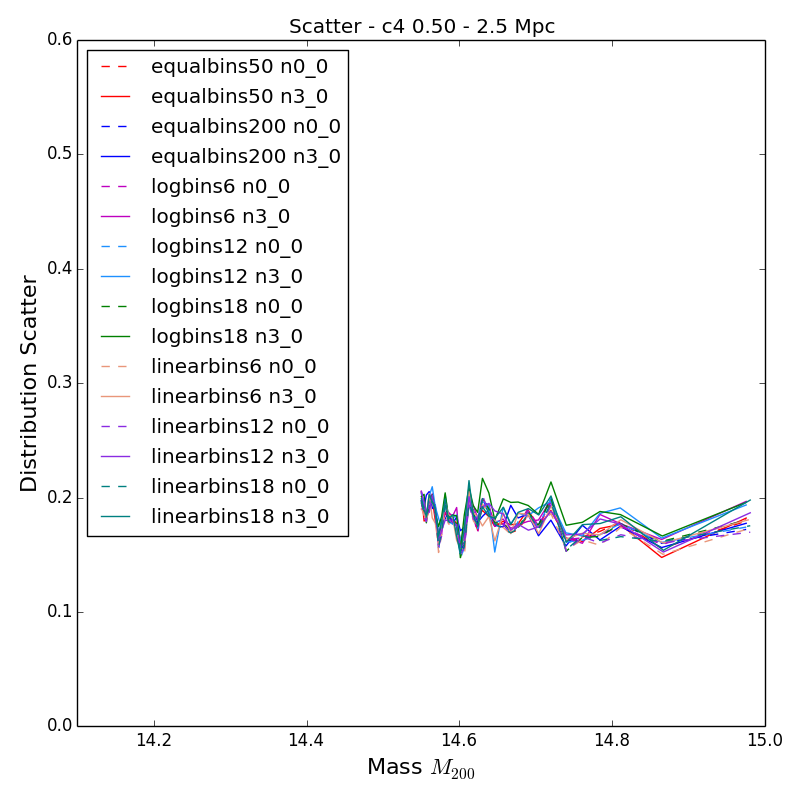 Scatter - c4 0.50 - 2.5 Mpc
0.6
0.5
0.4
0.3
0.2
0.1
0.0
Distribution Scatter
equalbins50 n0_0
equalbins50 n3_0
equalbins200 n0_0
equalbins200 n3_0
logbins6 n0_0
logbins6 n3_0
logbins12 n0_0
logbins12 n3_0
logbins18 n0_0
logbins18 n3_0
linearbins6 n0_0
linearbins6 n3_0
linearbins12 n0_0
linearbins12 n3_0
linearbins18 n0_0
linearbins18 n3_0
14.2 14.4 14.6 14.8 15.0
Mass M200